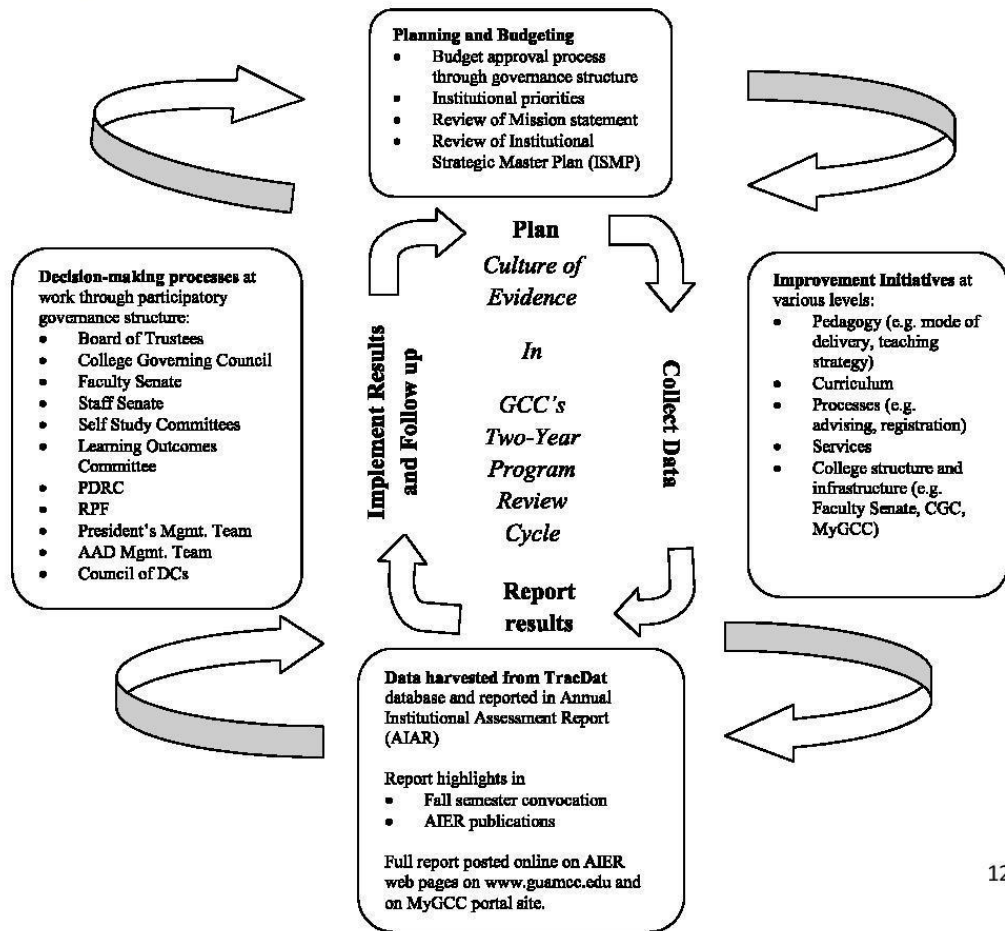 Planning and Budgeting
• Budget approval process
through governance structure
• Institutional priorities
• Review of Mission statement
• Review of Institutional
Strategic Master Plan (ISMP)
Decision-making processes at
work through participatory
governance structure:
• Board of Trustees
• College Governing Council
• Faculty Senate
• Staff Senate
• Self Study Committees
• Learning Outcomes
Committee
• PDRC
• RPF
• President's Mgmt. Team
• AAD Mgmt. Team
• Council of DCs
Implement Results
and Follow up
Plan
Culture of
Evidence
In
GCC's
Two-Year
Program
Review
Cycle
Report
results
Collect Data
Improvement Initiatives at
various levels:
• Pedagogy (e.g. mode of
delivery, teaching
strategy)
• Curriculum
• Processes (e.g.
advising, registration)
• Services
• College structure and
infrastructure (e.g.
Faculty Senate, CGC,
MyGCC)
Data harvested from TracDat
database and reported in Annual
Institutional Assessment Report
(AIAR)
Report highlights in
• Fall semester convocation
• AIER publications
Full report posted online on AIER
web pages on www.guamcc.edu and
on MyGCC portal site.
12